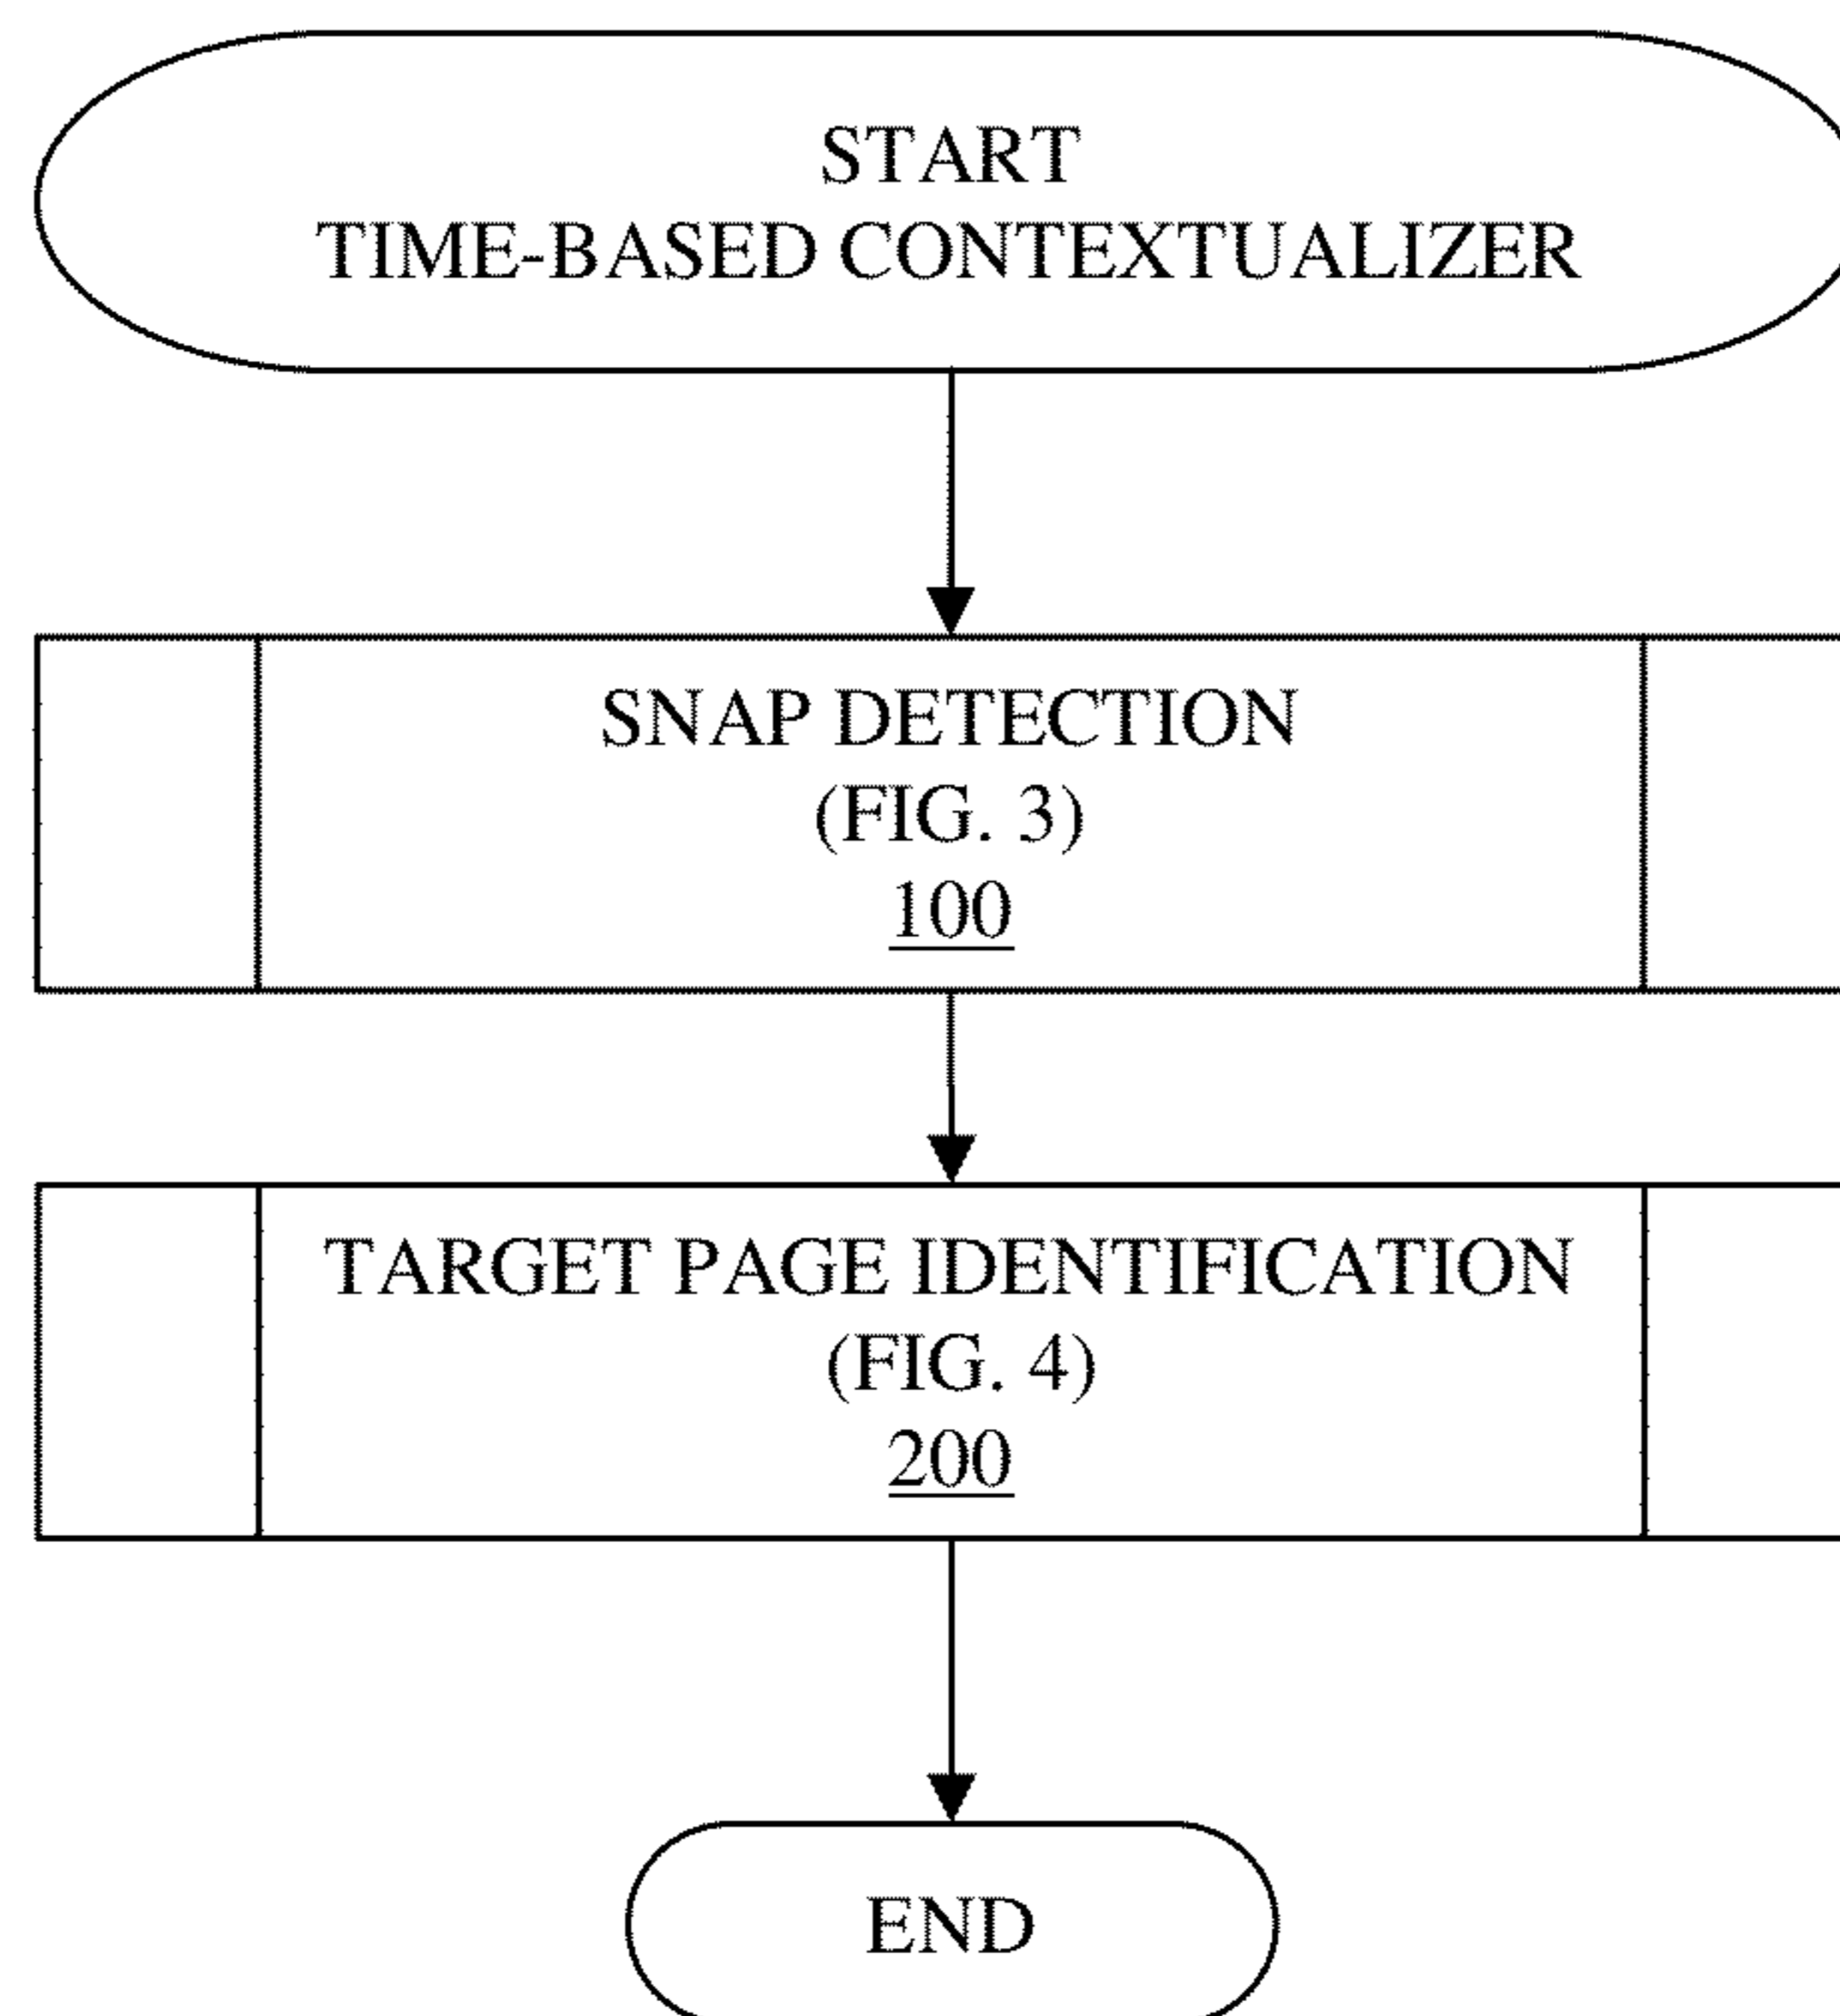 START
TIME-BASED CONTEXTUALIZER
SNAP DETECTION
(FIG. 3)
100
TARGET PAGE IDENTIFICATION
(FIG. 4)
200
END